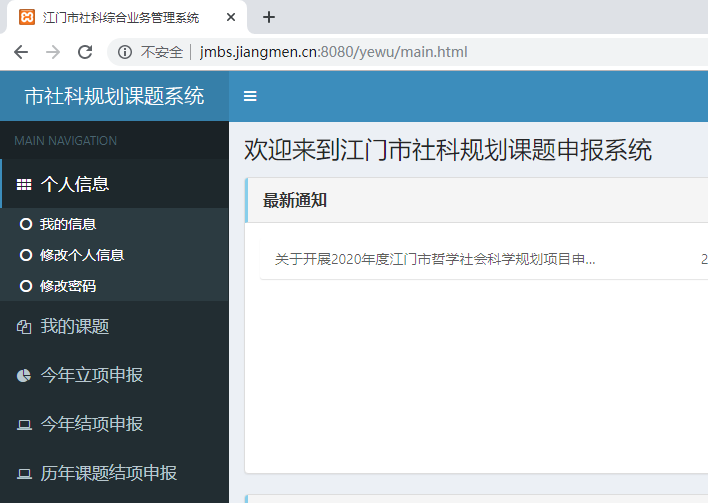 江门市社科综合业务管理系统
不安全
jmbs.jiangmen.cn:8080/yewu/main.html
市社科规划课题系统
MAIN NAVIGATION
个人信息
我的信息
修改个人信息
修改密码
我的课题
今年立项申报
今年结项申报
历年课题结项申报
欢迎来到江门市社科规划课题申报系统
最新通知
关于开展2020年度江门市哲学社会科学规划项目申...
2